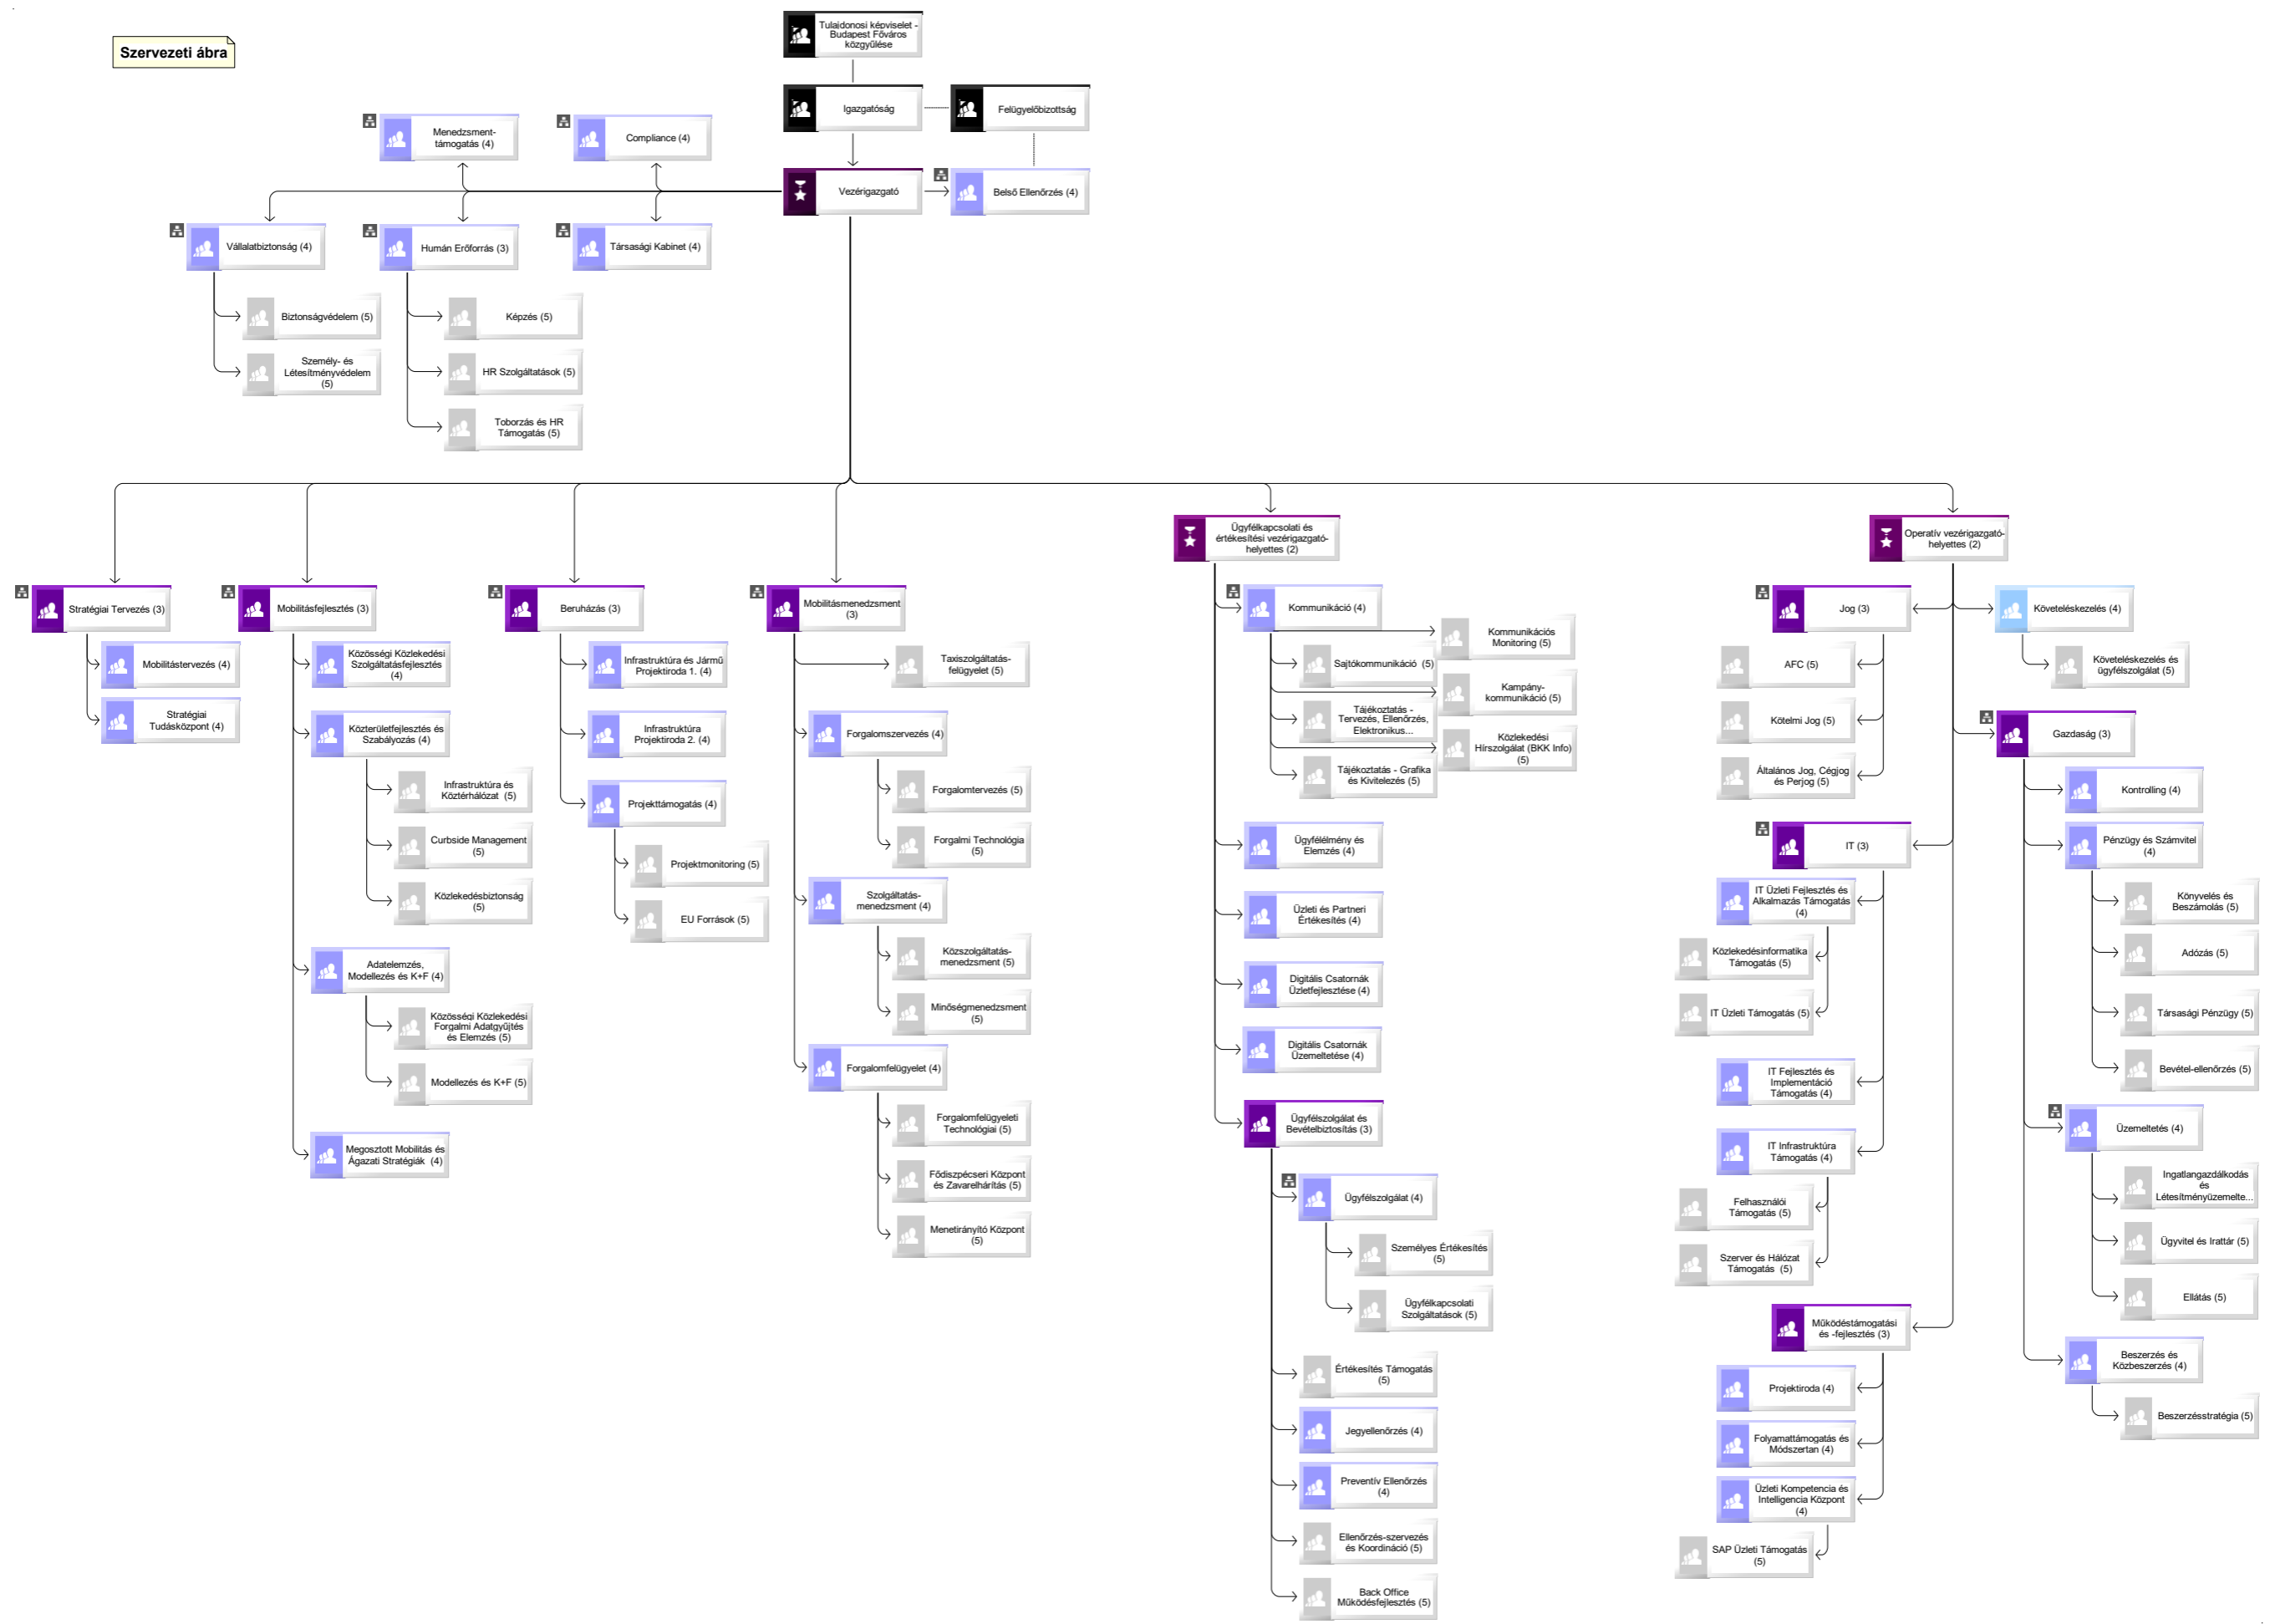 Szervezeti ábra
Tulajdonosi képviselet -
Budapest Főváros
közgyűlése
Igazgatóság
Felügyelőbizottság
Menedzsment-
támogatás (4)
Compliance (4)
Vezérigazgató
Belső Ellenőrzés (4)
Vállalatbiztonság (4)
Humán Erőforrás (3)
Társasági Kabinet (4)
Biztonságvédelem (5)
Személy- és
Létesítményvédelem
(5)
Képzés (5)
HR Szolgáltatások (5)
Toborzás és HR
Támogatás (5)
Stratégiai Tervezés (3)
Mobilitástervezés (4)
Stratégiai
Tudásközpont (4)
Mobilitásfejlesztés (3)
Közösségi Közlekedési
Szolgáltatásfejlesztés
(4)
Közterületfejlesztés és
Szabályozás (4)
Infrastruktúra és
Köztérhálózat (5)
Curbside Management
(5)
Közlekedésbiztonság
(5)
Adatelemzés,
Modellezés és K+F (4)
Közösségi Közlekedési
Forgalmi Adatgyűjtés
és Elemzés (5)
Modellezés és K+F (5)
Megosztott Mobilitás és
Ágazati Stratégiák (4)
Beruházás (3)
Infrastruktúra és Jármű
Projektiroda 1. (4)
Infrastruktúra
Projektiroda 2. (4)
Projekttámogatás (4)
Projektmonitoring (5)
EU Források (5)
Mobilitásmenedzsment
(3)
Taxiszolgáltatás-
felügyelet (5)
Forgalomszervezés (4)
Forgalomtervezés (5)
Forgalmi Technológia
(5)
Szolgáltatás-
menedzsment (4)
Közszolgáltatás-
menedzsment (5)
Minőségmenedzsment
(5)
Forgalomfelügyelet (4)
Forgalomfelügyeleti
Technológiai (5)
Fődiszpécseri Központ
és Zavarelhárítás (5)
Menetirányító Központ
(5)
Ügyfélkapcsolati és
értékesítési vezérigazgató-
helyettes (2)
Kommunikáció (4)
Kommunikációs
Monitoring (5)
Sajtókommunikáció (5)
Kampány-
kommunikáció (5)
Tájékoztatás -
Tervezés, Ellenőrzés,
Elektronikus...
Közlekedési
Hírszolgálat (BKK Info)
(5)
Tájékoztatás - Grafika
és Kivitelezés (5)
Ügyfélélmény és
Elemzés (4)
Üzleti és Partneri
Értékesítés (4)
Digitális Csatornák
Üzletfejlesztése (4)
Digitális Csatornák
Üzemeltetése (4)
Ügyfélszolgálat és
Bevételbiztosítás (3)
Ügyfélszolgálat (4)
Személyes Értékesítés
(5)
Ügyfélkapcsolati
Szolgáltatások (5)
Értékesítés Támogatás
(5)
Jegyellenőrzés (4)
Preventív Ellenőrzés
(4)
Ellenőrzés-szervezés
és Koordináció (5)
Back Office
Működésfejlesztés (5)
Operatív vezérigazgató-
helyettes (2)
Jog (3)
AFC (5)
Kötelmi Jog (5)
Általános Jog, Cégjog
és Perjog (5)
IT (3)
IT Üzleti Fejlesztés és
Alkalmazás Támogatás
(4)
Közlekedésinformatika
Támogatás (5)
IT Üzleti Támogatás (5)
IT Fejlesztés és
Implementáció
Támogatás (4)
IT Infrastruktúra
Támogatás (4)
Felhasználói
Támogatás (5)
Szerver és Hálózat
Támogatás (5)
Működéstámogatási
és -fejlesztés (3)
Projektiroda (4)
Folyamattámogatás és
Módszertan (4)
Üzleti Kompetencia és
Intelligencia Központ
(4)
SAP Üzleti Támogatás
(5)
Követeléskezelés (4)
Követeléskezelés és
ügyfélszolgálat (5)
Gazdaság (3)
Kontrolling (4)
Pénzügy és Számvitel
(4)
Könyvelés és
Beszámolás (5)
Adózás (5)
Társasági Pénzügy (5)
Bevétel-ellenőrzés (5)
Üzemeltetés (4)
Ingatlangazdálkodás
és
Létesítményüzemelte...
Ügyvitel és Irattár (5)
Ellátás (5)
Beszerzés és
Közbeszerzés (4)
Beszerzésstratégia (5)